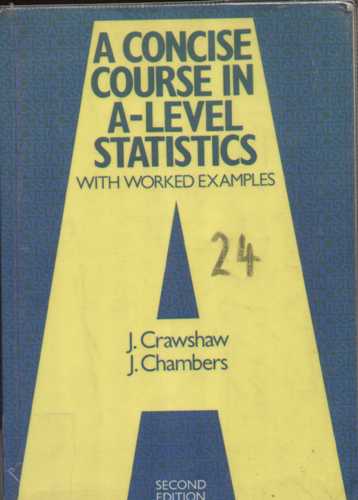 A CONCISE
COURSE IN
A-LEVEL
STATISTICS
WITH WORKED EXAMPLES
A
24
J. Crawshaw
J. Chambers
SECOND
EDITION